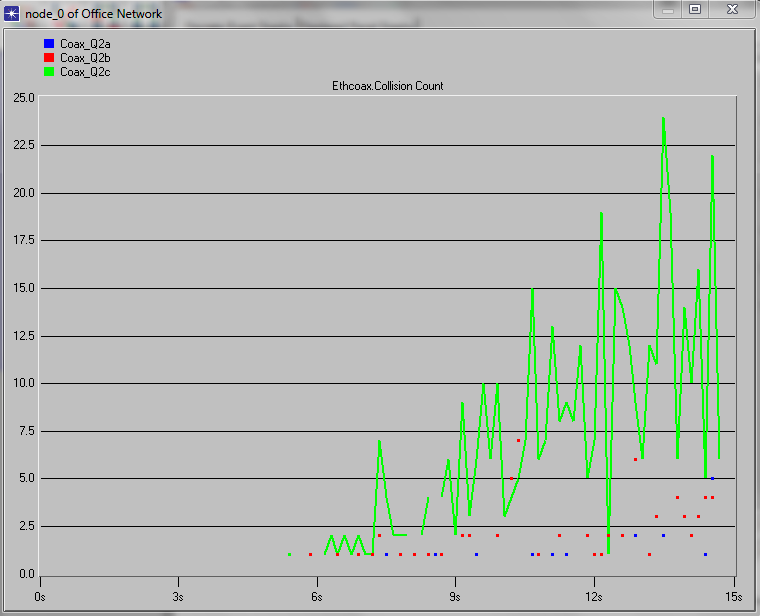 node_0 of Office Network
Coax_Q2a
Coax_Q2b
Coax_Q2c
Ethcoax.Collision Count
25.0
22.5
20.0
17.5
15.0
12.5
10.0
7.5
5.0
2.5
0.0
0s 3s 6s 9s 12s 15s